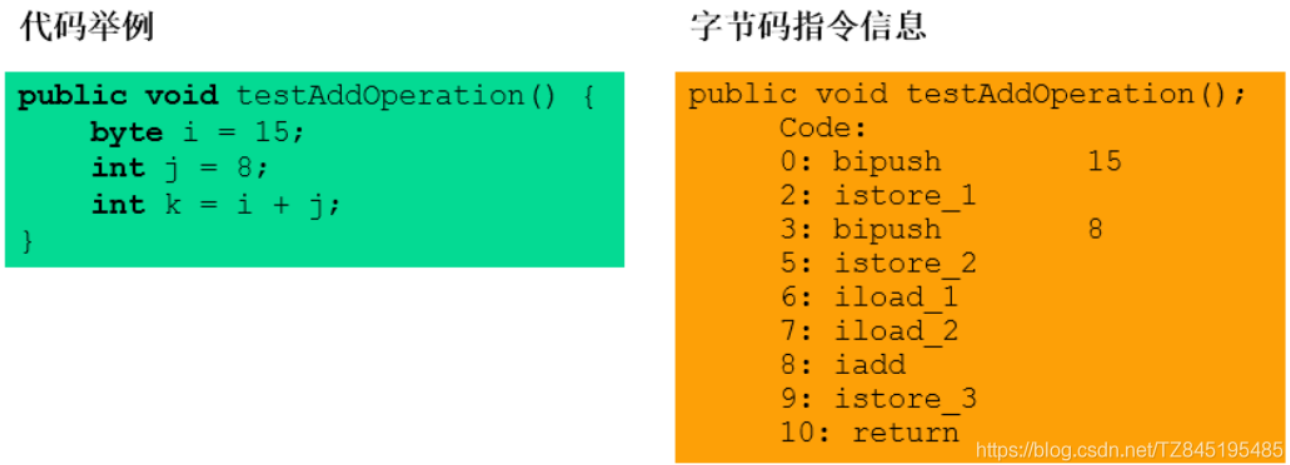 代码举例
public void testAddOperation() {
    byte i = 15;
    int j = 8;
    int k = i + j;
}
字节码指令信息
public void testAddOperation();
    Code:
    0: bipush        15
    2: istore_1
    3: bipush        8
    5: istore_2
    6: iload_1
    7: iload_2
    8: iadd
    9: istore_3
    10: return
https://blog.csdn.net/TZ845195485